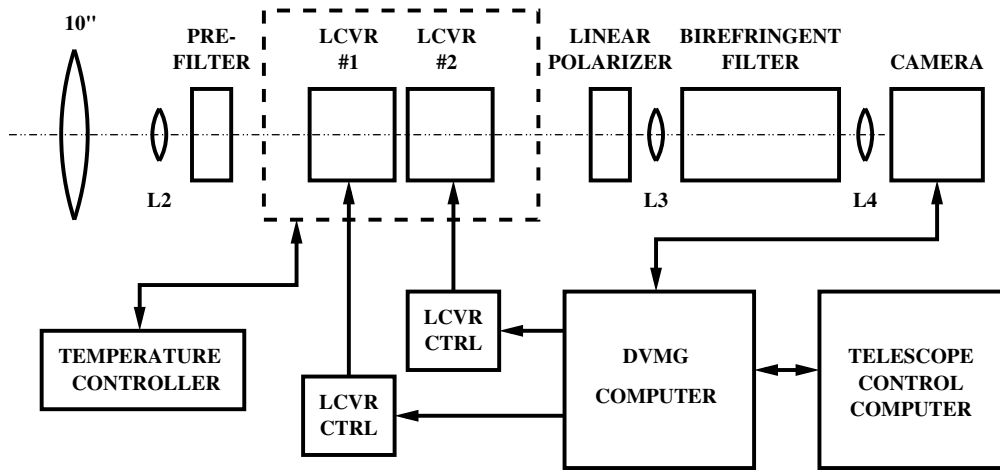 10"
PRE-
FILTER
LCVR
#1
LCVR
#2
LINEAR
POLARIZER
BIREFRINGENT
FILTER
CAMERA
L2
L3
L4
TEMPERATURE
CONTROLLER
LCVR
CTRL
LCVR
CTRL
DVMG
COMPUTER
TELESCOPE
CONTROL
COMPUTER